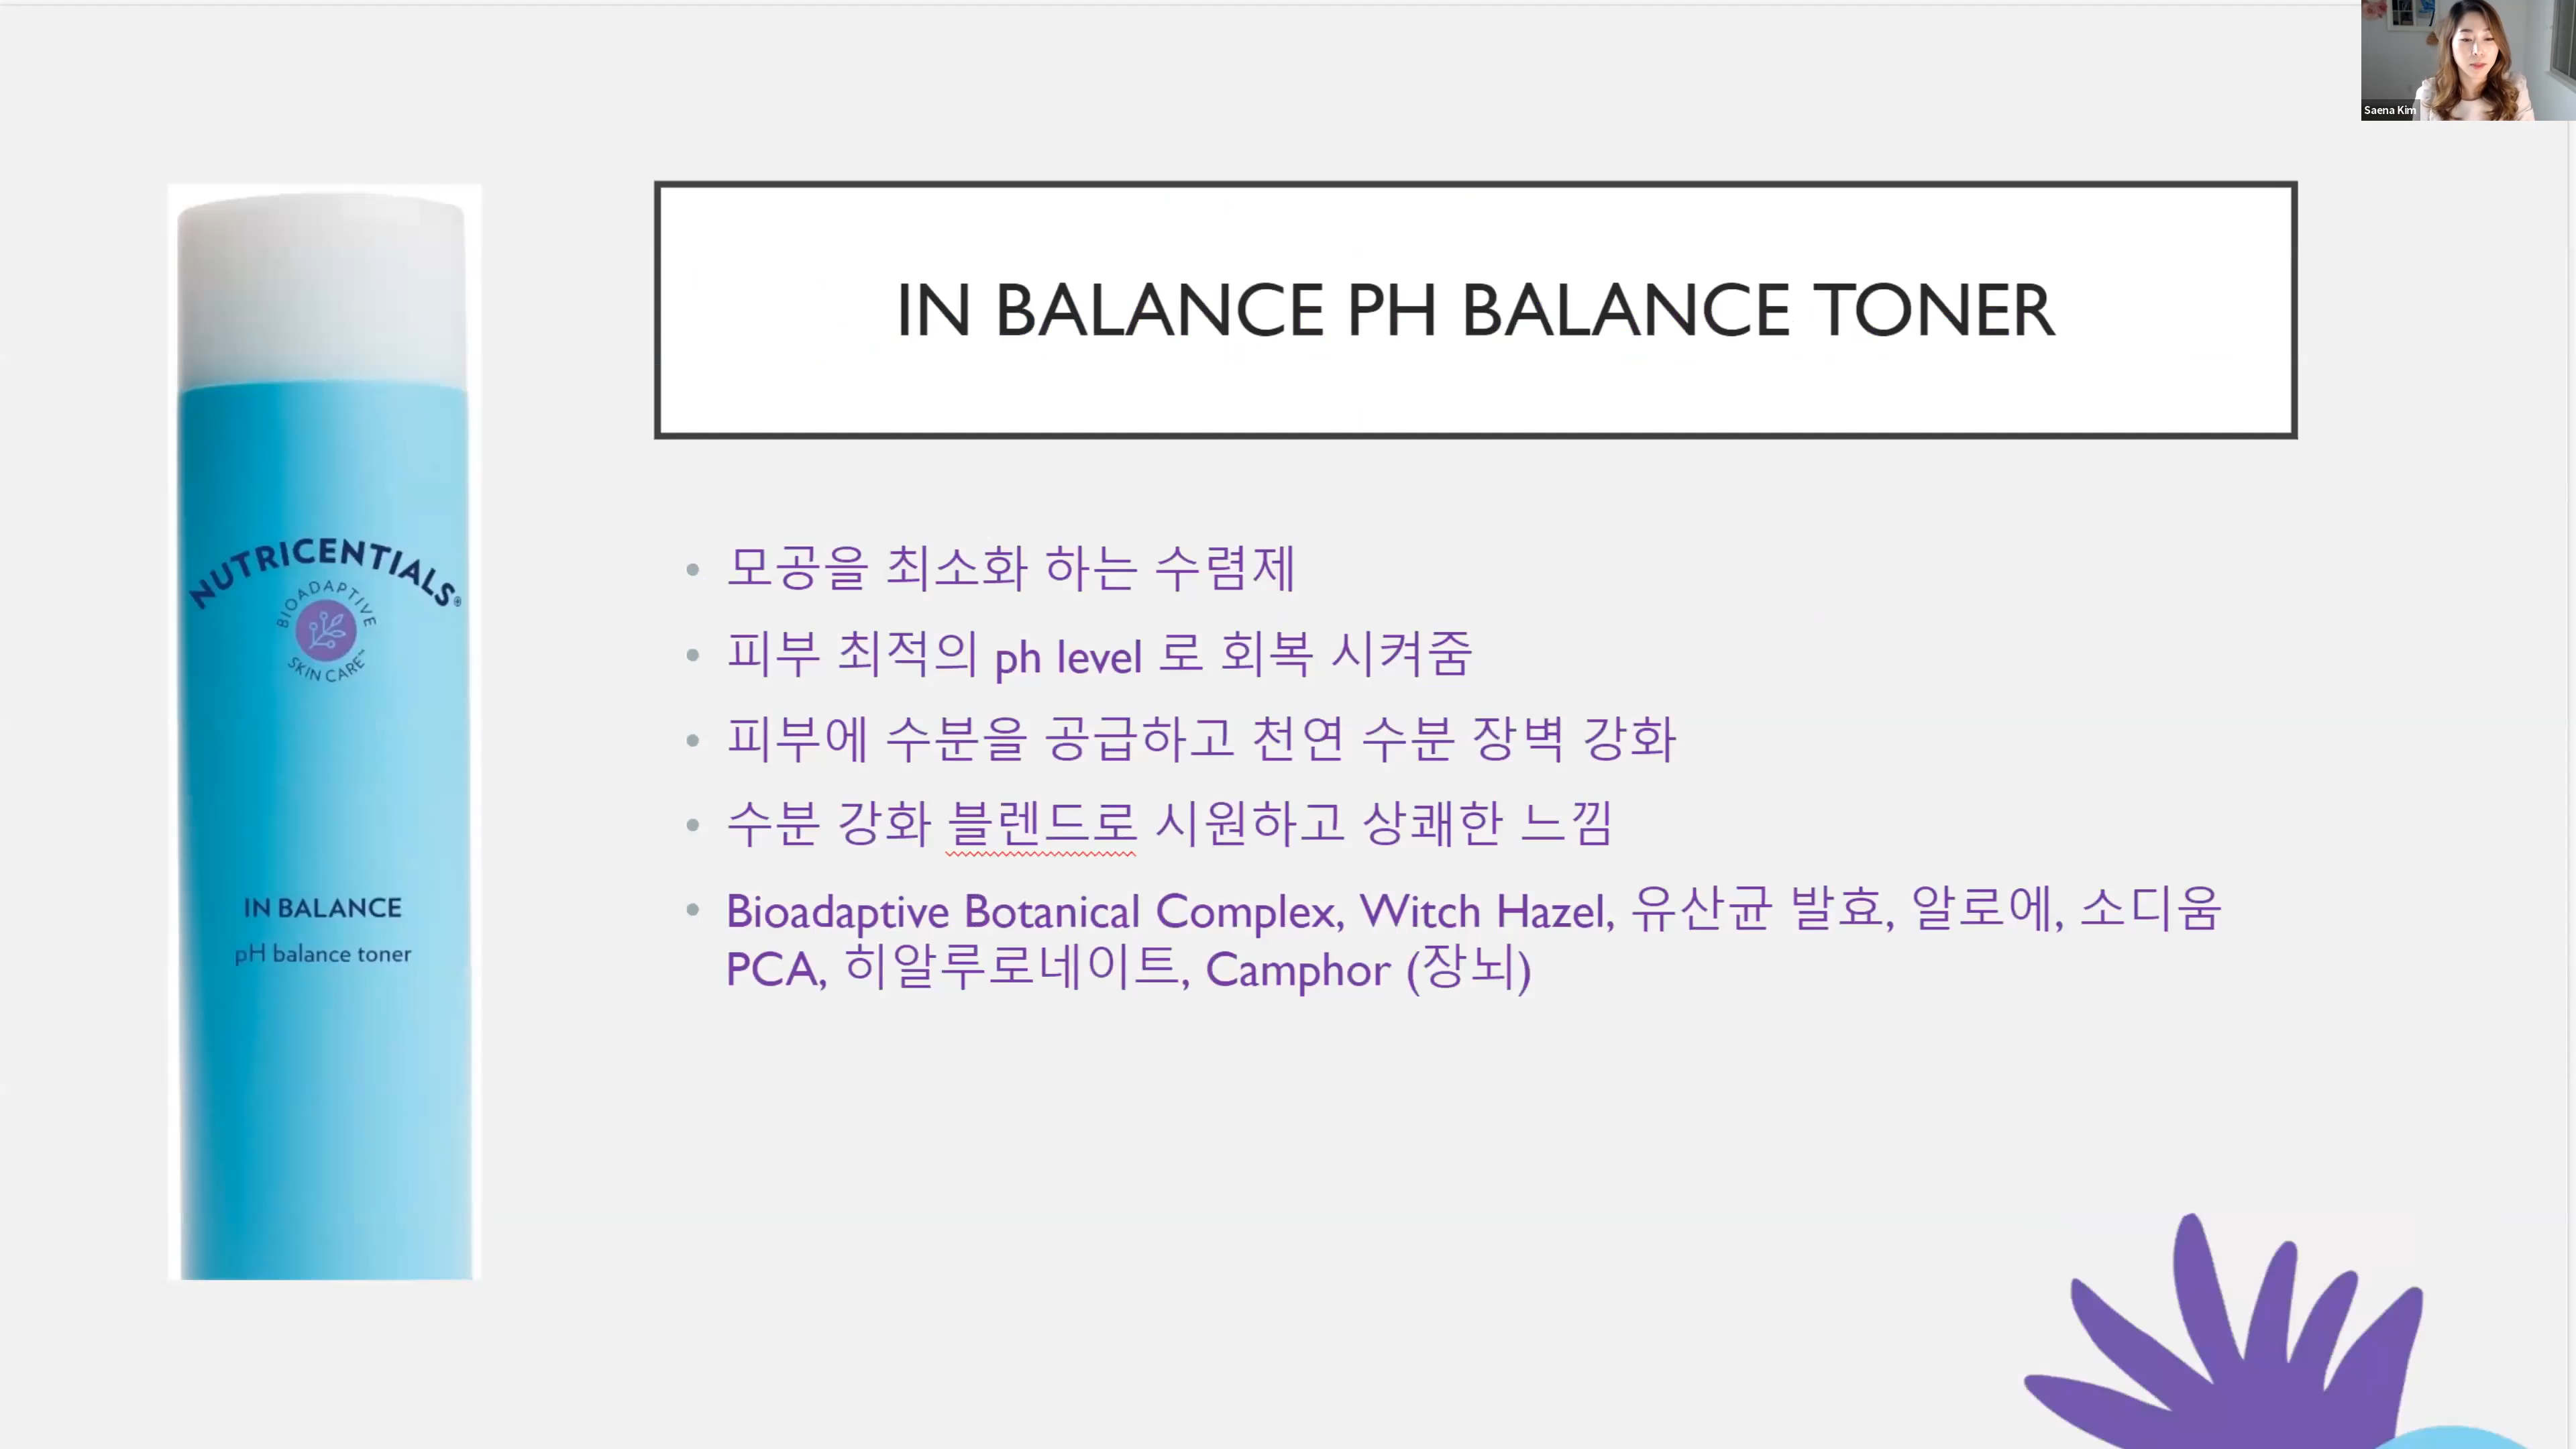 Saena Kim
IN BALANCE PH BALANCE TONER
NUTRICENTIALS®
BIOADAPTIVE
SKIN CARE™
IN BALANCE
pH balance toner
• 모공을 최소화 하는 수렴제
• 피부 최적의 ph level 로 회복 시켜줌
• 피부에 수분을 공급하고 천연 수분 장벽 강화
• 수분 강화 블렌드로 시원하고 상쾌한 느낌
• Bioadaptive Botanical Complex, Witch Hazel, 유산균 발효, 알로에, 소디움
PCA, 히알루로네이트, Camphor (장뇌)